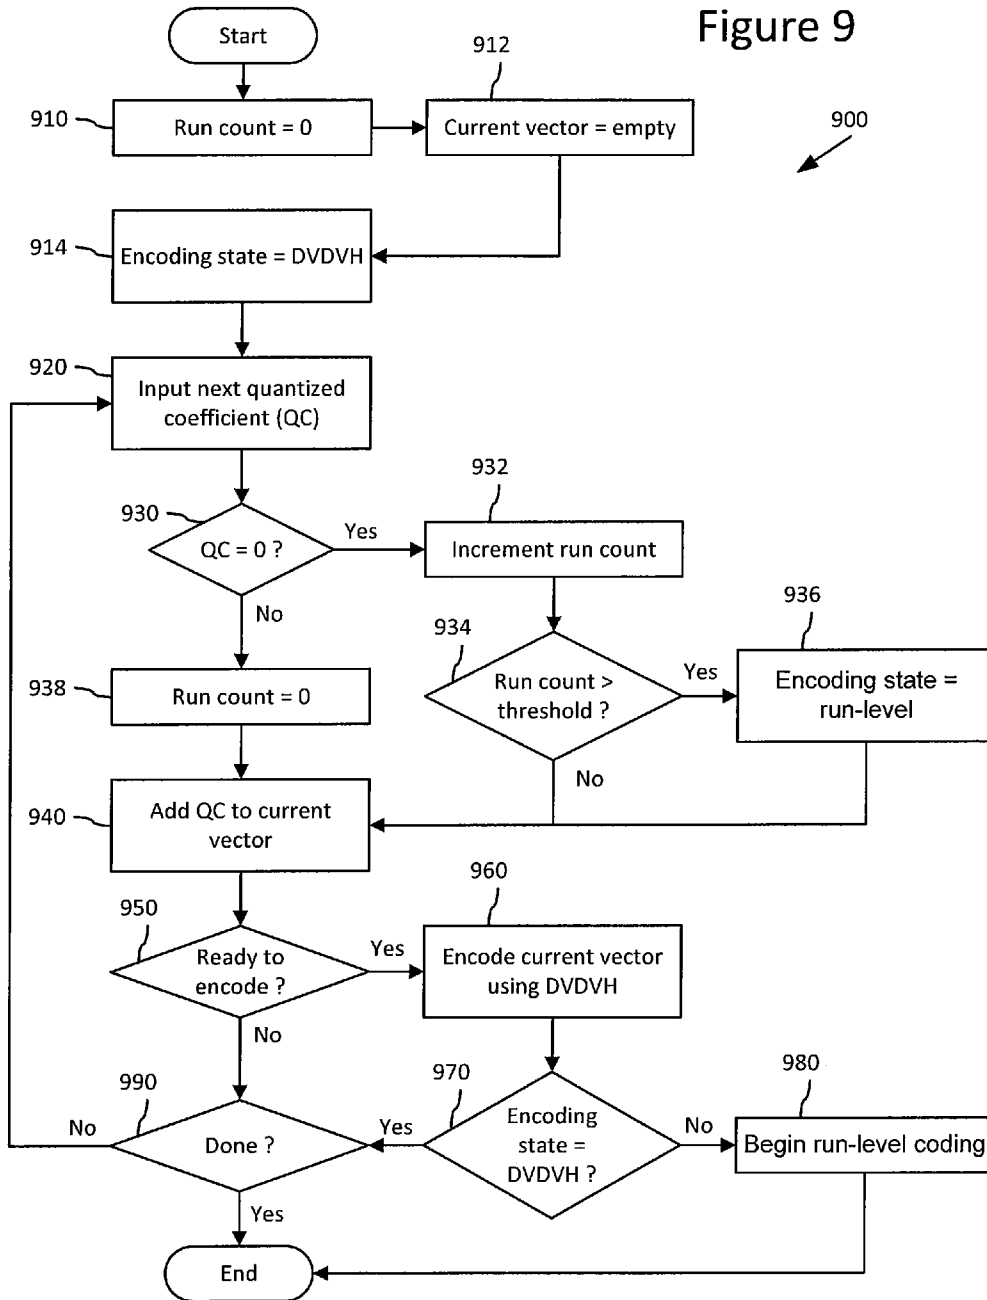 Figure 9
Start
912
910
Run count = 0
Current vector = empty
900
914
Encoding state = DVDVH
920
Input next quantized
coefficient (QC)
932
930
QC = 0 ?
Yes
Increment run count
No
934
936
938
Run count = 0
Run count >
threshold ?
Yes
Encoding state =
run-level
No
940
Add QC to current
vector
960
950
Ready to
encode ?
Yes
Encode current vector
using DVDVH
No
990
970
980
No
Done ?
Yes
Encoding
state =
DVDVH ?
No
Begin run-level coding
Yes
End